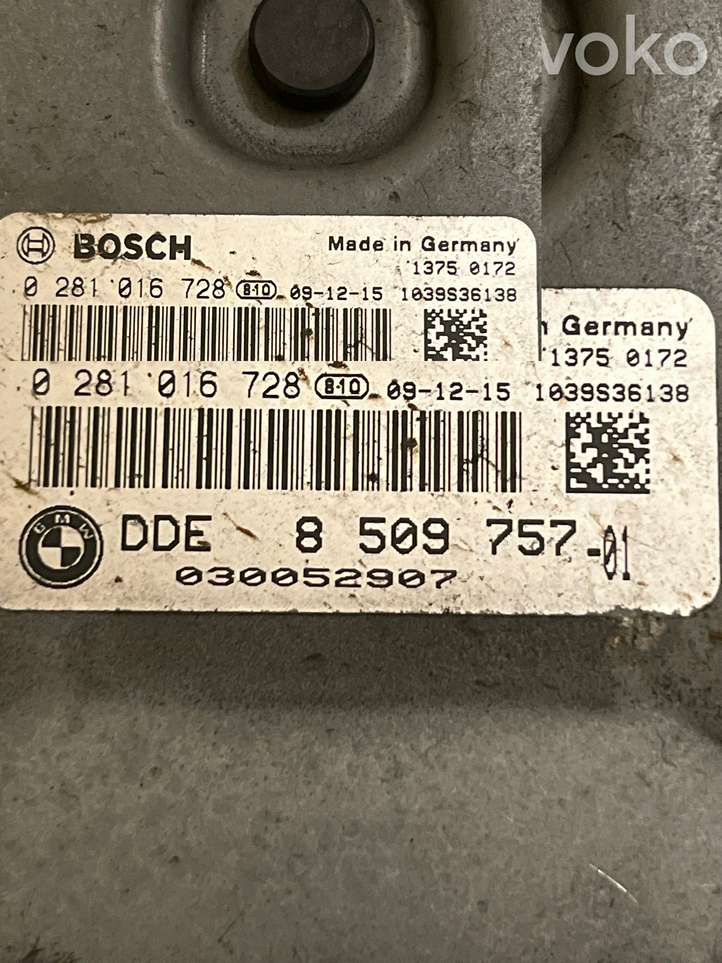 voko
BOSCH Made in Germany
1375 0172
0 281 016 728 810 09-12-15 1039S36138
n Germany
1375 0172
0 281 016 728 810 09-12-15 1039S36138
BMW DDE 8 509 757-01
030052907